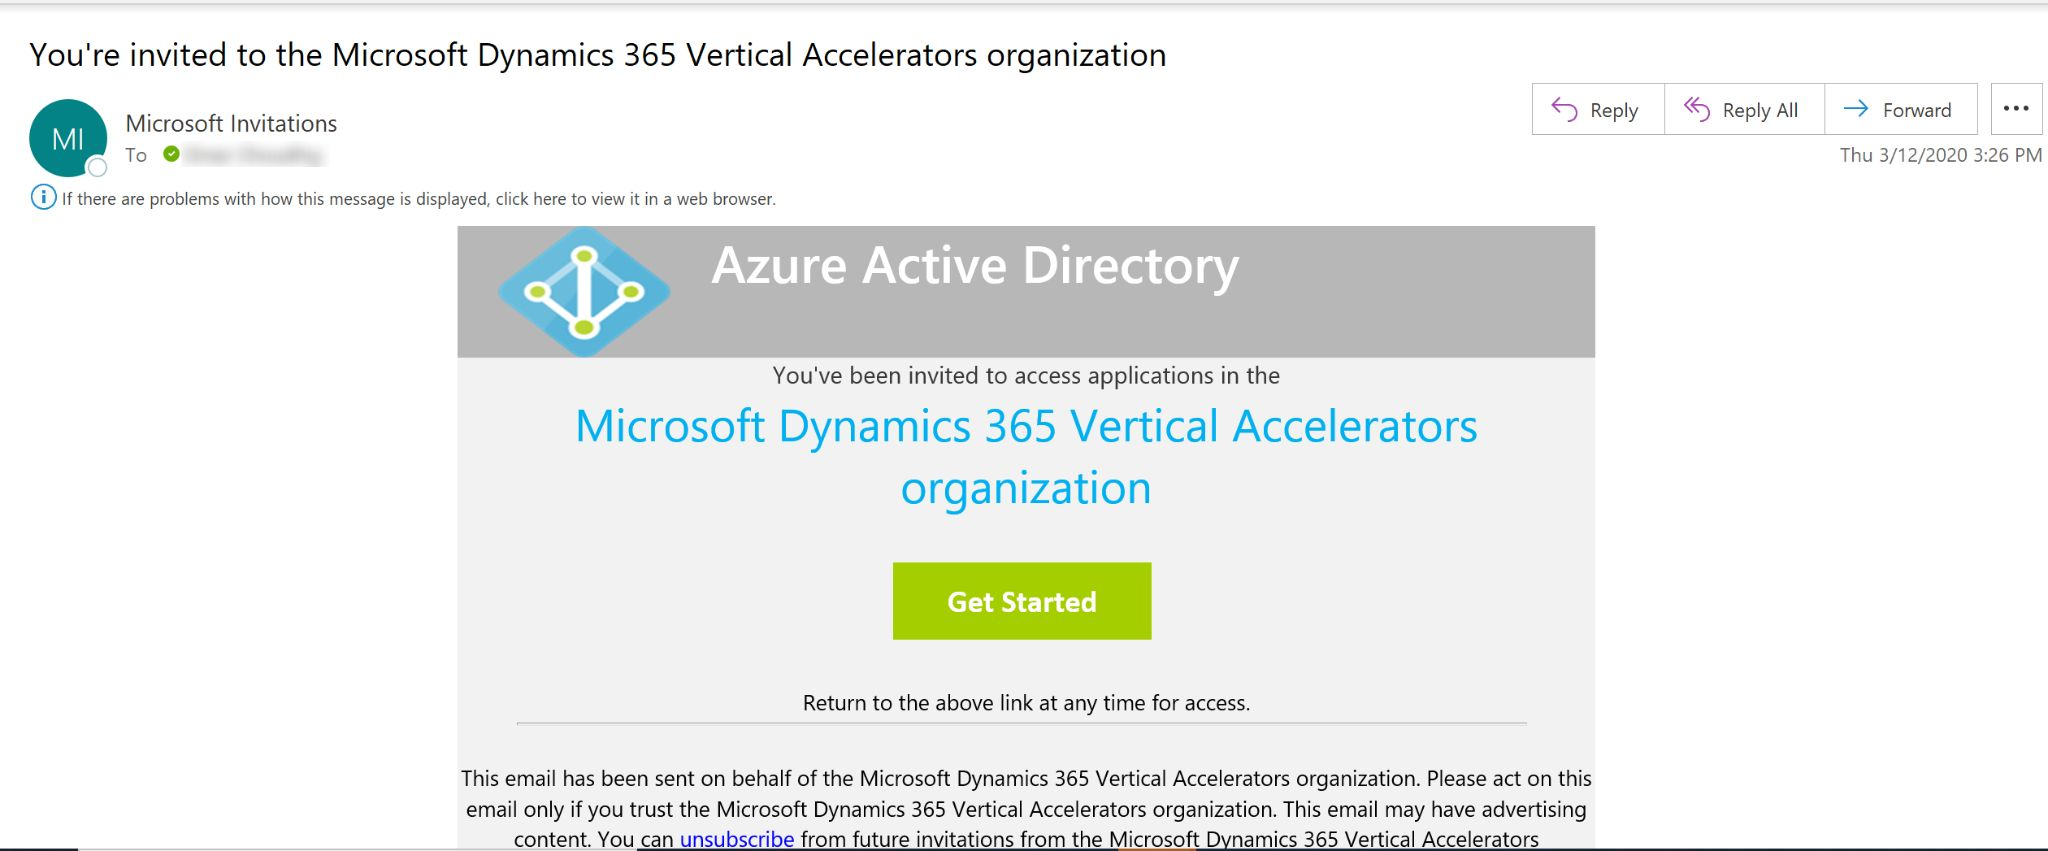 You're invited to the Microsoft Dynamics 365 Vertical Accelerators organization
MI
Microsoft Invitations
To
Reply
Reply All
Forward
...
Thu 3/12/2020 3:26 PM
If there are problems with how this message is displayed, click here to view it in a web browser.
Azure Active Directory
You've been invited to access applications in the
Microsoft Dynamics 365 Vertical Accelerators
organization
Get Started
Return to the above link at any time for access.
This email has been sent on behalf of the Microsoft Dynamics 365 Vertical Accelerators organization. Please act on this
email only if you trust the Microsoft Dynamics 365 Vertical Accelerators organization. This email may have advertising
content. You can unsubscribe from future invitations from the Microsoft Dynamics 365 Vertical Accelerators